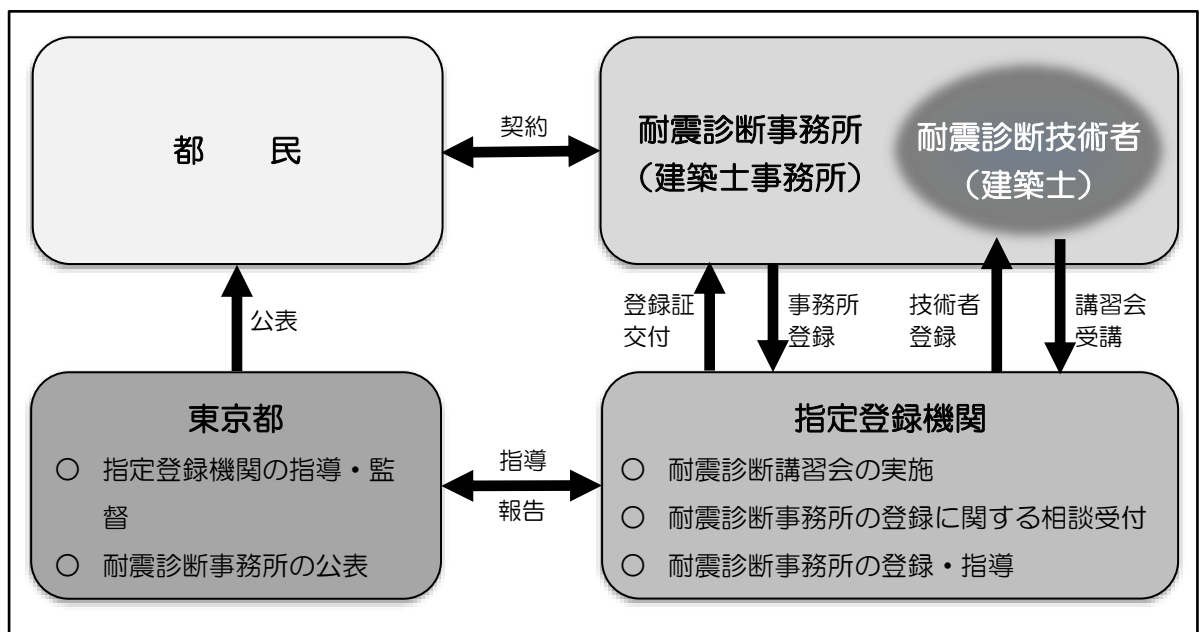 都　　民
契約
耐震診断事務所
（建築士事務所）
耐震診断技術者
（建築士）
公表
登録証
交付
事務所
登録
技術者
登録
講習会
受講
東京都
○ 指定登録機関の指導・監
督
○ 耐震診断事務所の公表
指導
報告
指定登録機関
○ 耐震診断講習会の実施
○ 耐震診断事務所の登録に関する相談受付
○ 耐震診断事務所の登録・指導